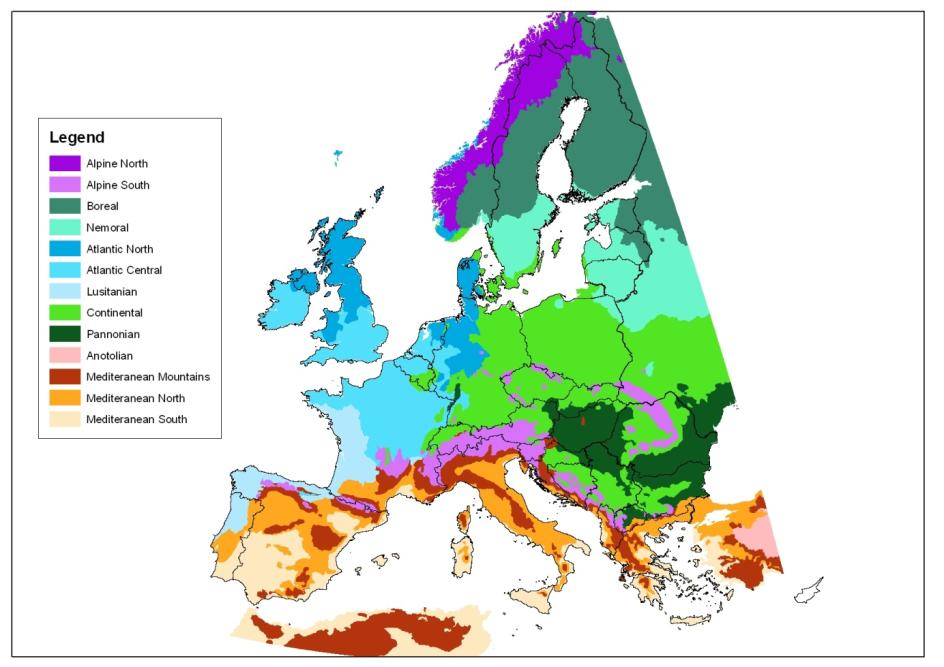 Legend
Alpine North
Alpine South
Boreal
Nemoral
Atlantic North
Atlantic Central
Lusitanian
Continental
Pannonian
Anotolian
Mediteranean Mountains
Mediteranean North
Mediteranean South